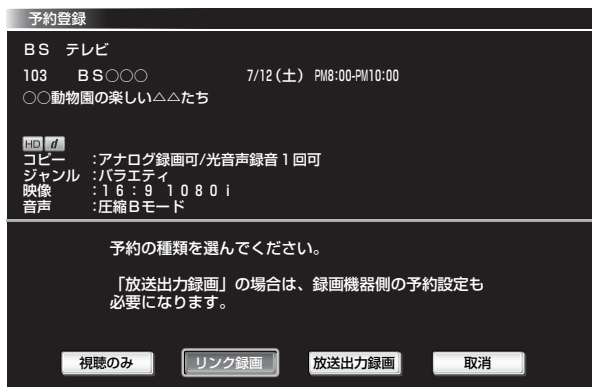 予約登録
BS テレビ
103 BS○○○ 7/12(土) PM8:00-PM10:00
○○動物園の楽しい△△たち
HD d
コピー :アナログ録画可/光音声録音1回可
ジャンル :バラエティ
映像 :16:9 1080i
音声 :圧縮Bモード
予約の種類を選んでください。
「放送出力録画」の場合は、録画機器側の予約設定も
必要になります。
視聴のみ リンク録画 放送出力録画 取消